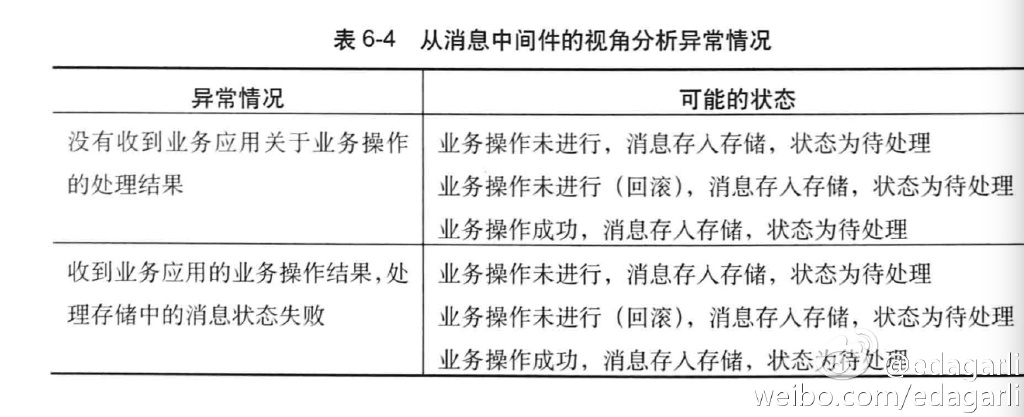 表 6-4 从消息中间件的视角分析异常情况
异常情况
可能的状态
没有收到业务应用关于业务操作
的处理结果
业务操作未进行，消息存入存储，状态为待处理
业务操作未进行（回滚），消息存入存储，状态为待处理
业务操作成功，消息存入存储，状态为待处理
收到业务应用的业务操作结果，处
理存储中的消息状态失败
业务操作未进行，消息存入存储，状态为待处理
业务操作未进行（回滚），消息存入存储，状态为待处理
业务操作成功，消息存入存储，状态为待处理
@edagarli
weibo.com/edagarli